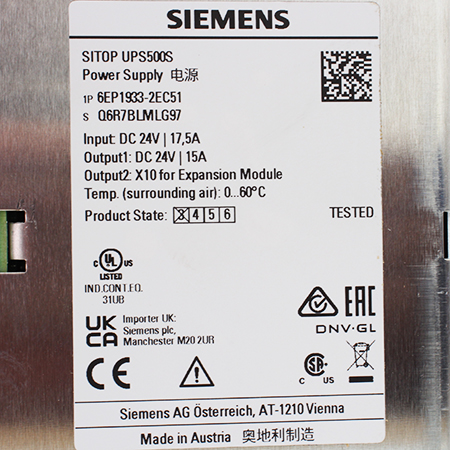 SIEMENS
SITOP UPS500S
Power Supply 电源
1P 6EP1933-2EC51
S Q6R7BLMLG97
Input: DC 24V | 17,5A
Output1: DC 24V | 15A
Output2: X10 for Expansion Module
Temp. (surrounding air): 0...60°C
Product State: 3 4 5 6
TESTED
C UL US
LISTED
IND.CONT.EQ.
31UB
EAC
DNV·GL
UK
CA
Importer UK:
Siemens plc,
Manchester M20 2UR
CE
C US
Siemens AG Österreich, AT-1210 Vienna
Made in Austria 奥地利制造